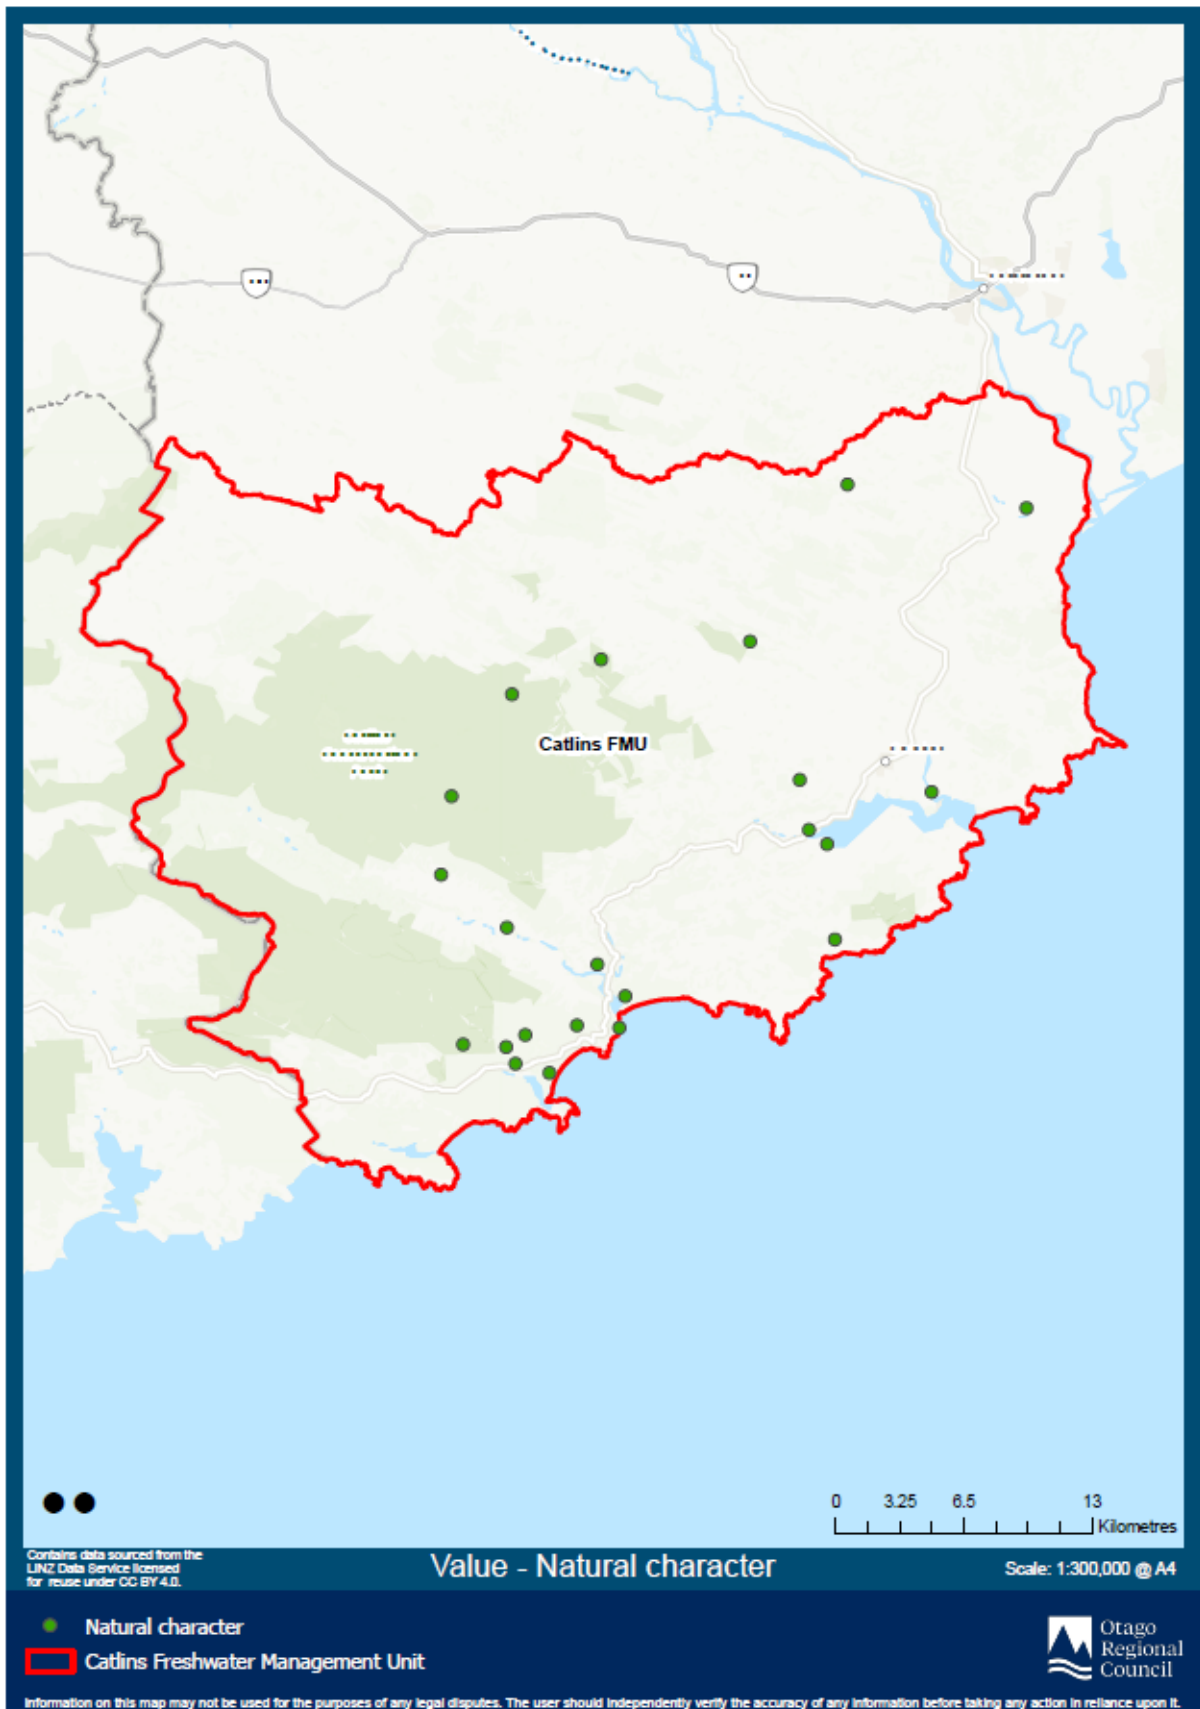 Catlins FMU
0 3.25 6.5 13
Kilometres
Contains data sourced from the
LINZ Data Service licensed
for reuse under CC BY 4.0.
Value - Natural character
Scale: 1:300,000 @ A4
Natural character
Catlins Freshwater Management Unit
Otago
Regional
Council
Information on this map may not be used for the purposes of any legal disputes. The user should independently verify the accuracy of any information before taking any action in reliance upon it.